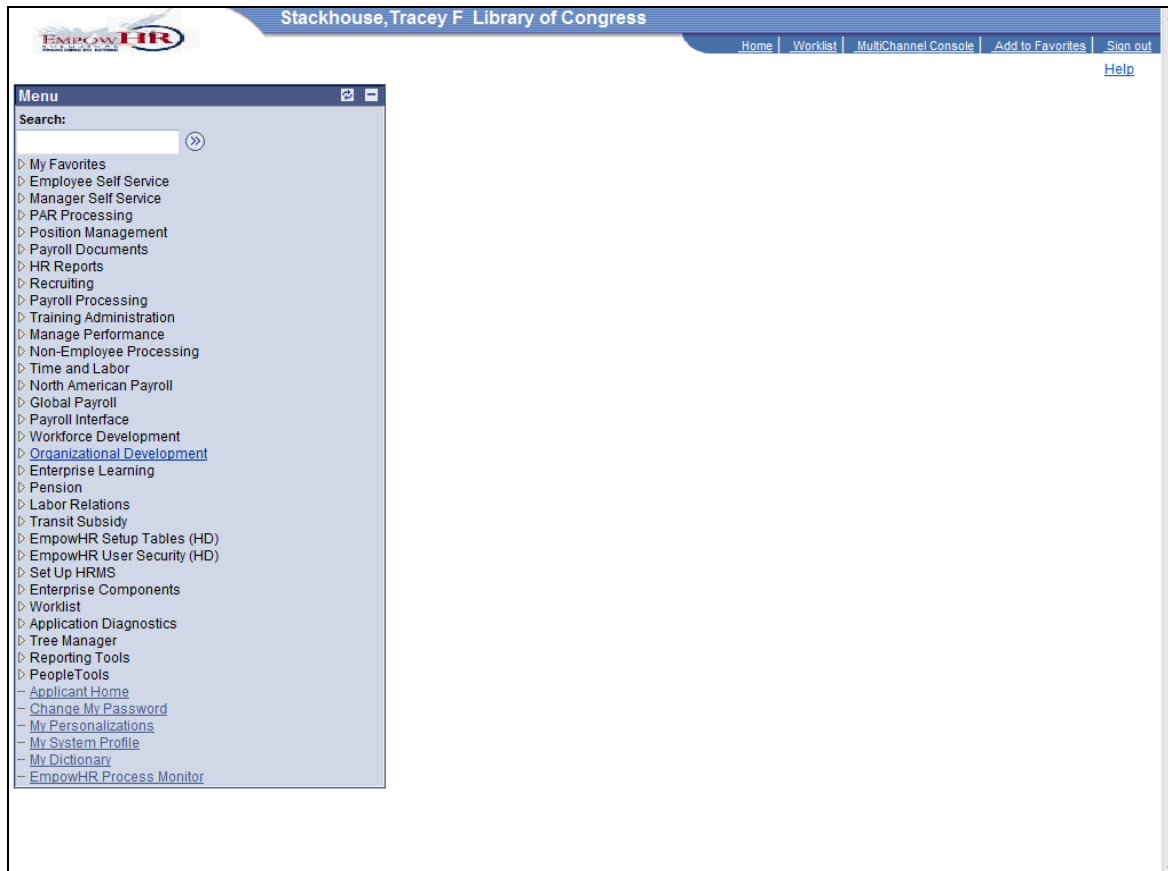 Stackhouse,Tracey F Library of Congress
EMPOWHR
Home Worklist MultiChannel Console Add to Favorites Sign out
Help
Menu
Search:
My Favorites
Employee Self Service
Manager Self Service
PAR Processing
Position Management
Payroll Documents
HR Reports
Recruiting
Payroll Processing
Training Administration
Manage Performance
Non-Employee Processing
Time and Labor
North American Payroll
Global Payroll
Payroll Interface
Workforce Development
Organizational Development
Enterprise Learning
Pension
Labor Relations
Transit Subsidy
EmpowHR Setup Tables (HD)
EmpowHR User Security (HD)
Set Up HRMS
Enterprise Components
Worklist
Application Diagnostics
Tree Manager
Reporting Tools
PeopleTools
Applicant Home
Change My Password
My Personalizations
My System Profile
My Dictionary
EmpowHR Process Monitor